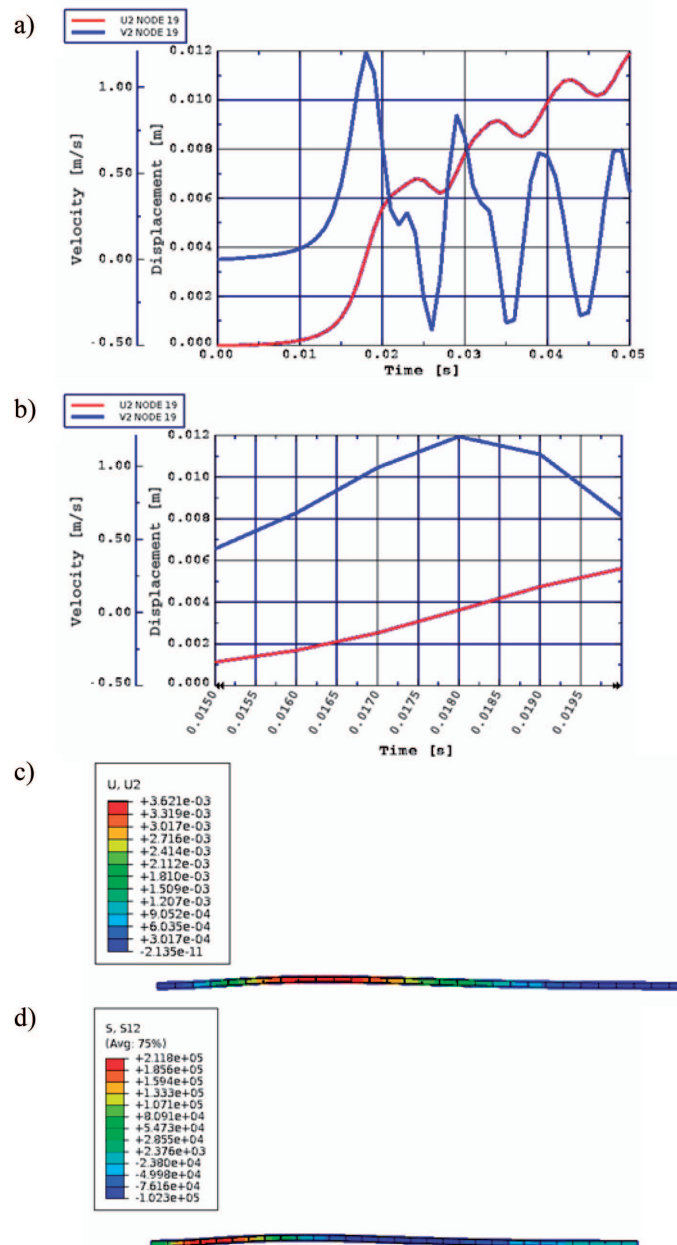 a)
U2 NODE 19
V2 NODE 19
Velocity [m/s]
1.00
0.50
0.00
-0.50
Displacement [m]
0.012
0.010
0.008
0.006
0.004
0.002
0.000
0.00 0.01 0.02 0.03 0.04 0.05
Time [s]
b)
U2 NODE 19
V2 NODE 19
Velocity [m/s]
1.00
0.50
0.00
-0.50
Displacement [m]
0.012
0.010
0.008
0.006
0.004
0.002
0.000
0.0150 0.0155 0.0160 0.0165 0.0170 0.0175 0.0180 0.0185 0.0190 0.0195
Time [s]
c)
U, U2
+3.621e-03
+3.319e-03
+3.017e-03
+2.716e-03
+2.414e-03
+2.112e-03
+1.810e-03
+1.509e-03
+1.207e-03
+9.052e-04
+6.035e-04
+3.017e-04
-2.135e-11
d)
S, S12
(Avg: 75%)
+2.118e+05
+1.856e+05
+1.594e+05
+1.333e+05
+1.071e+05
+8.091e+04
+5.473e+04
+2.855e+04
+2.376e+03
-2.380e+04
-4.998e+04
-7.616e+04
-1.023e+05